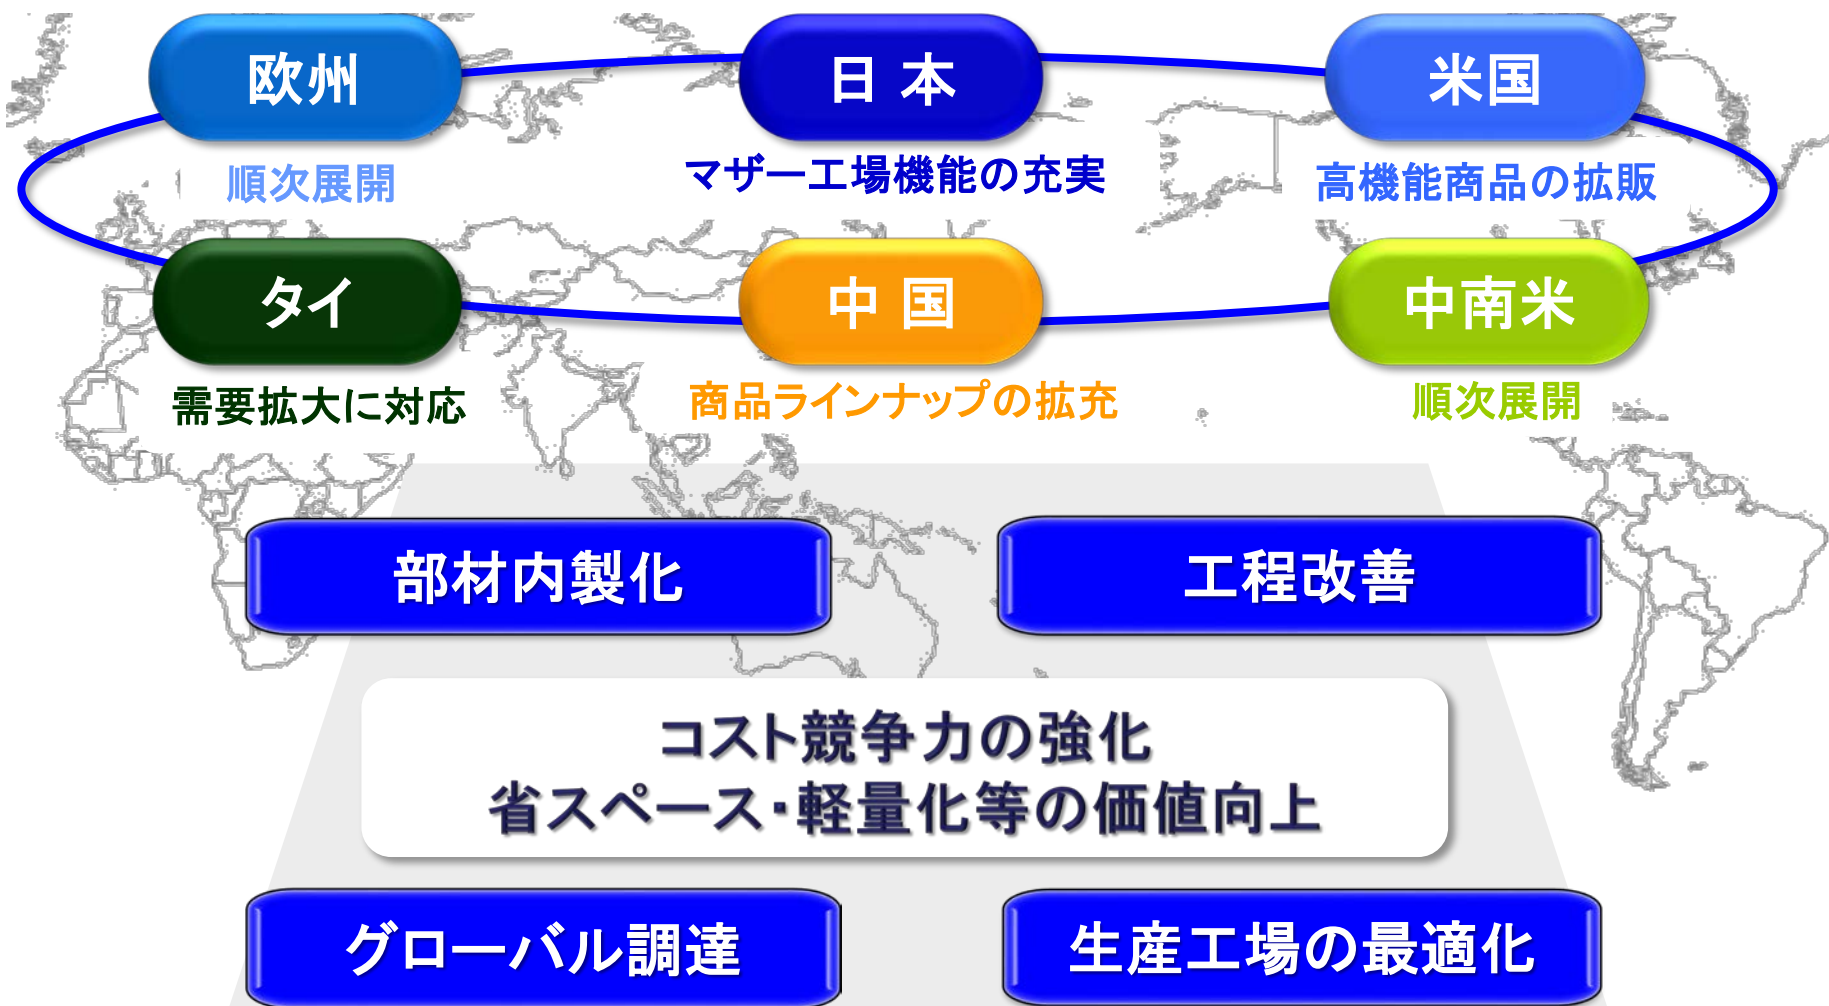 欧州
日 本
米国
順次展開
マザー工場機能の充実
高機能商品の拡販
タイ
中 国
中南米
需要拡大に対応
商品ラインナップの拡充
順次展開
部材内製化
工程改善
コスト競争力の強化
省スペース・軽量化等の価値向上
グローバル調達
生産工場の最適化